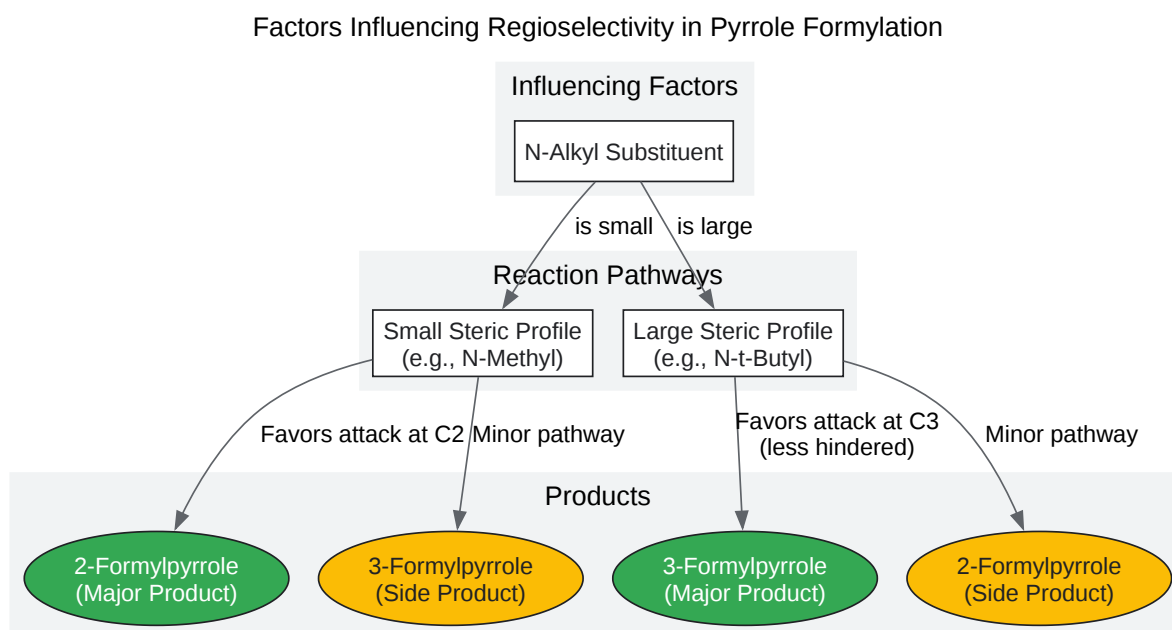 Factors Influencing Regioselectivity in Pyrrole Formylation
Influencing Factors
N-Alkyl Substituent
is small
is large
Reaction Pathways
Small Steric Profile
(e.g., N-Methyl)
Large Steric Profile
(e.g., N-t-Butyl)
Favors attack at C2
Minor pathway
Favors attack at C3
(less hindered)
Minor pathway
Products
2-Formylpyrrole
(Major Product)
3-Formylpyrrole
(Side Product)
3-Formylpyrrole
(Major Product)
2-Formylpyrrole
(Side Product)